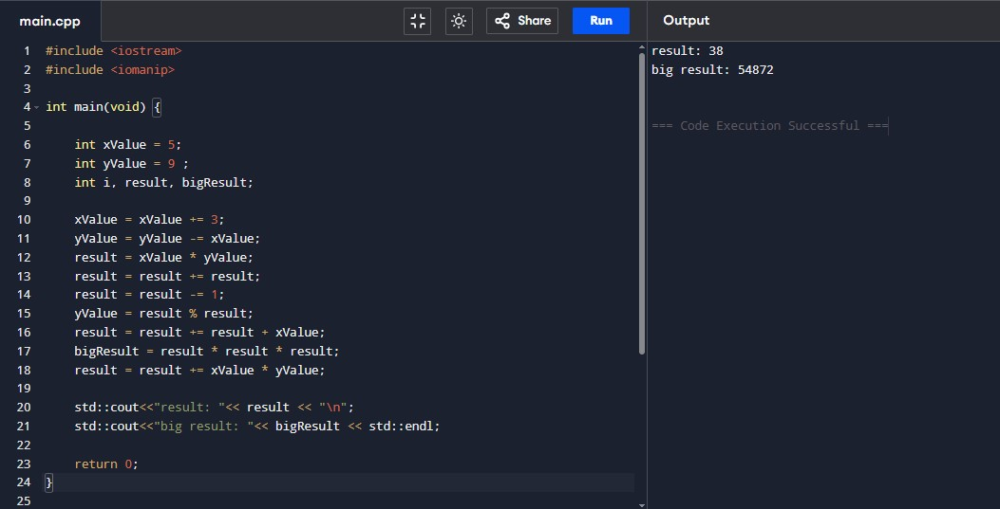 main.cpp Share Run Output
1 #include <iostream>
2 #include <iomanip>
3
4 int main(void) {
5
6 int xValue = 5;
7 int yValue = 9 ;
8 int i, result, bigResult;
9
10 xValue = xValue += 3;
11 yValue = yValue -= xValue;
12 result = xValue * yValue;
13 result = result += result;
14 result = result -= 1;
15 yValue = result % result;
16 result = result += result + xValue;
17 bigResult = result * result * result;
18 result = result += xValue * yValue;
19
20 std::cout<<"result: "<< result << "\n";
21 std::cout<<"big result: "<< bigResult << std::endl;
22
23 return 0;
24 }
25
result: 38
big result: 54872
=== Code Execution Successful ===